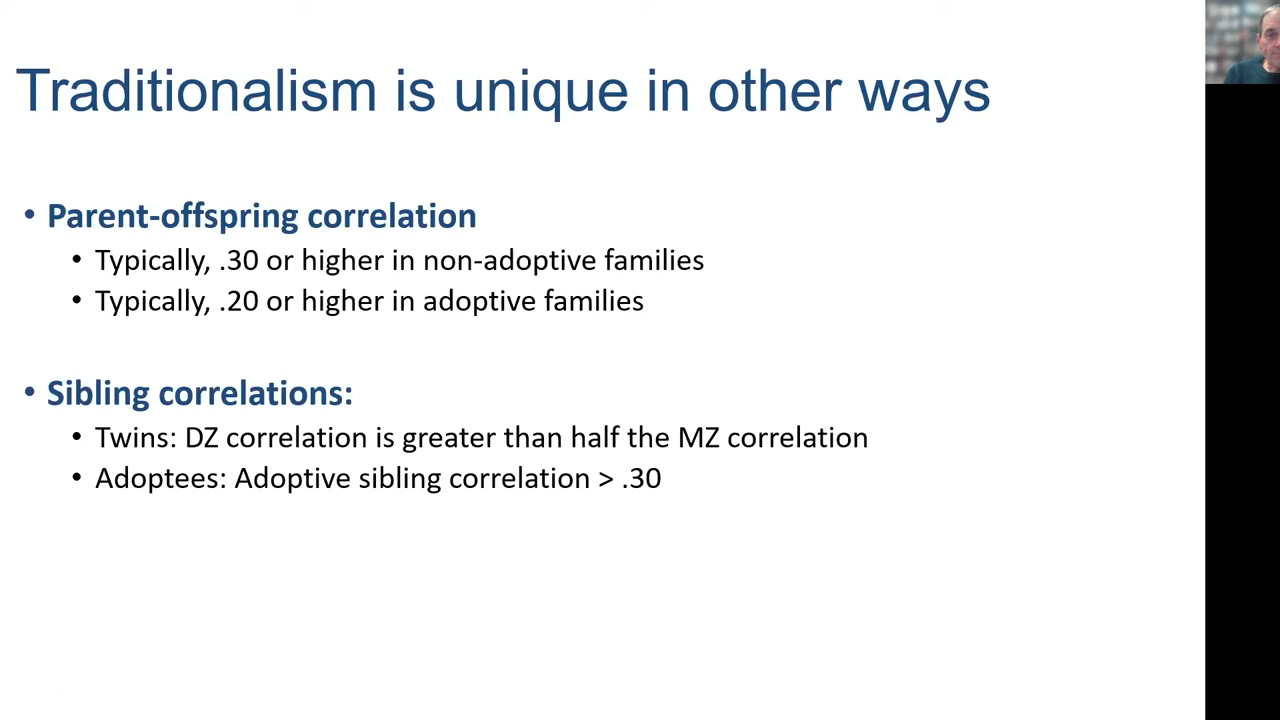 Traditionalism is unique in other ways
• Parent-offspring correlation
• Typically, .30 or higher in non-adoptive families
• Typically, .20 or higher in adoptive families
• Sibling correlations:
• Twins: DZ correlation is greater than half the MZ correlation
• Adoptees: Adoptive sibling correlation > .30